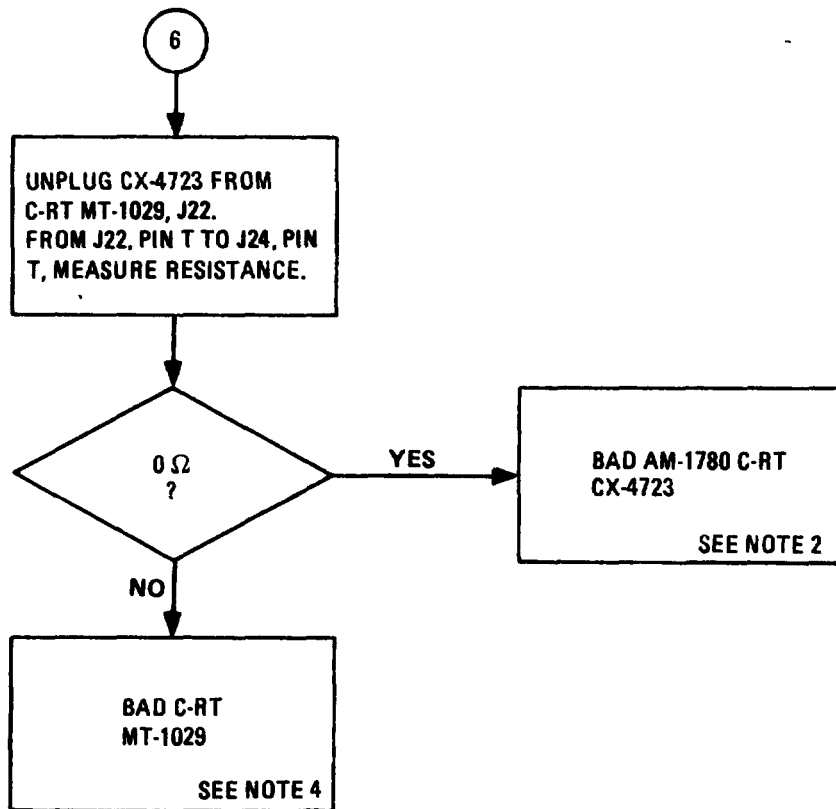 6
UNPLUG CX-4723 FROM
C-RT MT-1029, J22.
FROM J22, PIN T TO J24, PIN
T, MEASURE RESISTANCE.
0 Ω
?
YES
BAD AM-1780 C-RT
CX-4723
SEE NOTE 2
NO
BAD C-RT
MT-1029
SEE NOTE 4